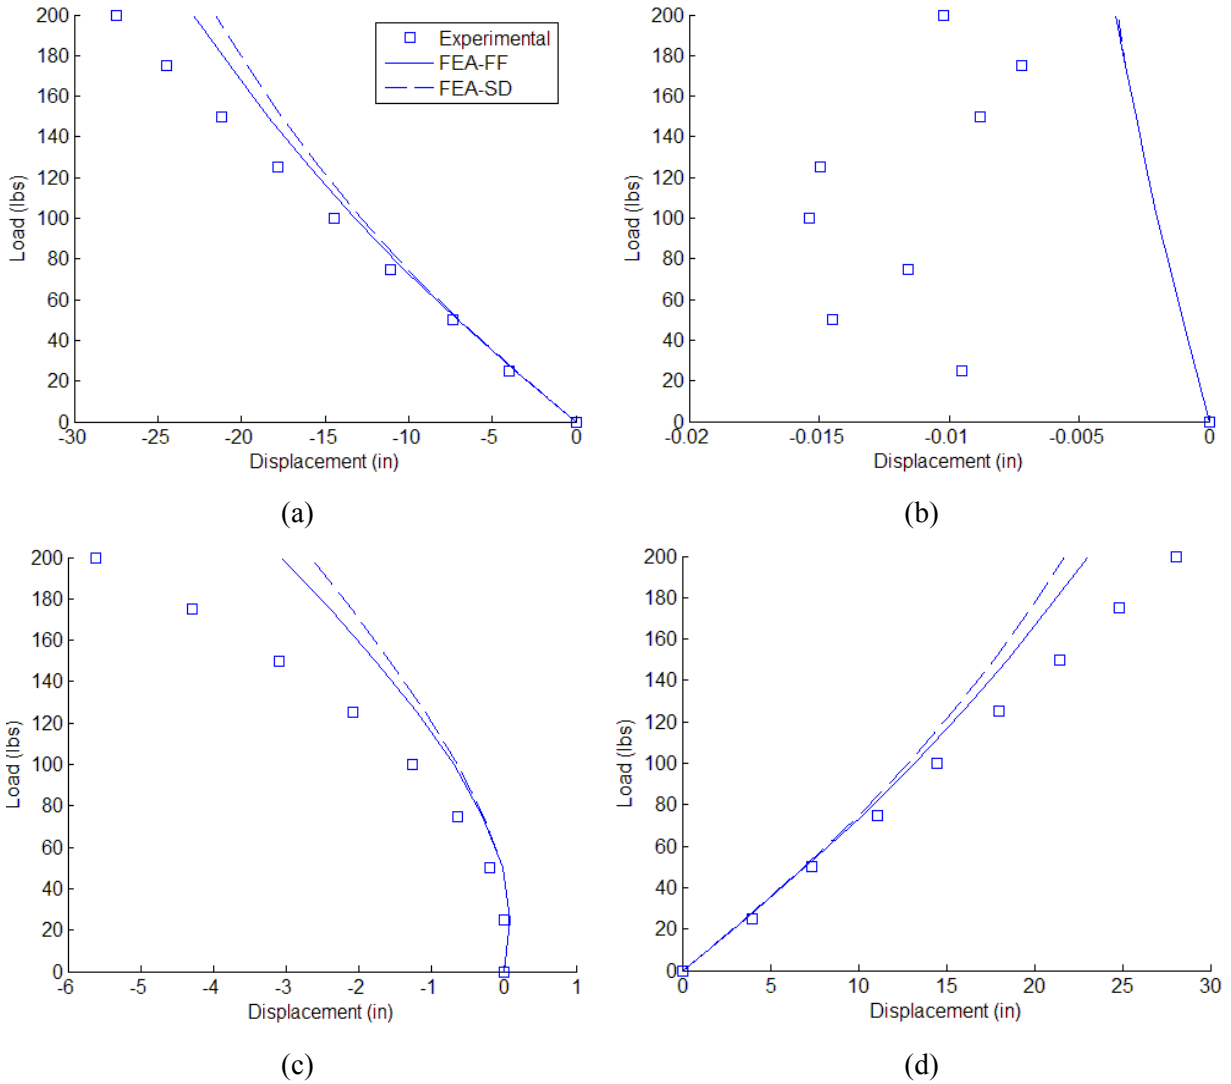 200
180
160
140
120
100
80
60
40
20
0
Load (lbs)
-30 -25 -20 -15 -10 -5 0
Displacement (in)
Experimental
FEA-FF
FEA-SD
(a)
200
180
160
140
120
100
80
60
40
20
0
Load (lbs)
-0.02 -0.015 -0.01 -0.005 0
Displacement (in)
(b)
200
180
160
140
120
100
80
60
40
20
0
Load (lbs)
-6 -5 -4 -3 -2 -1 0 1
Displacement (in)
(c)
200
180
160
140
120
100
80
60
40
20
0
Load (lbs)
0 5 10 15 20 25 30
Displacement (in)
(d)